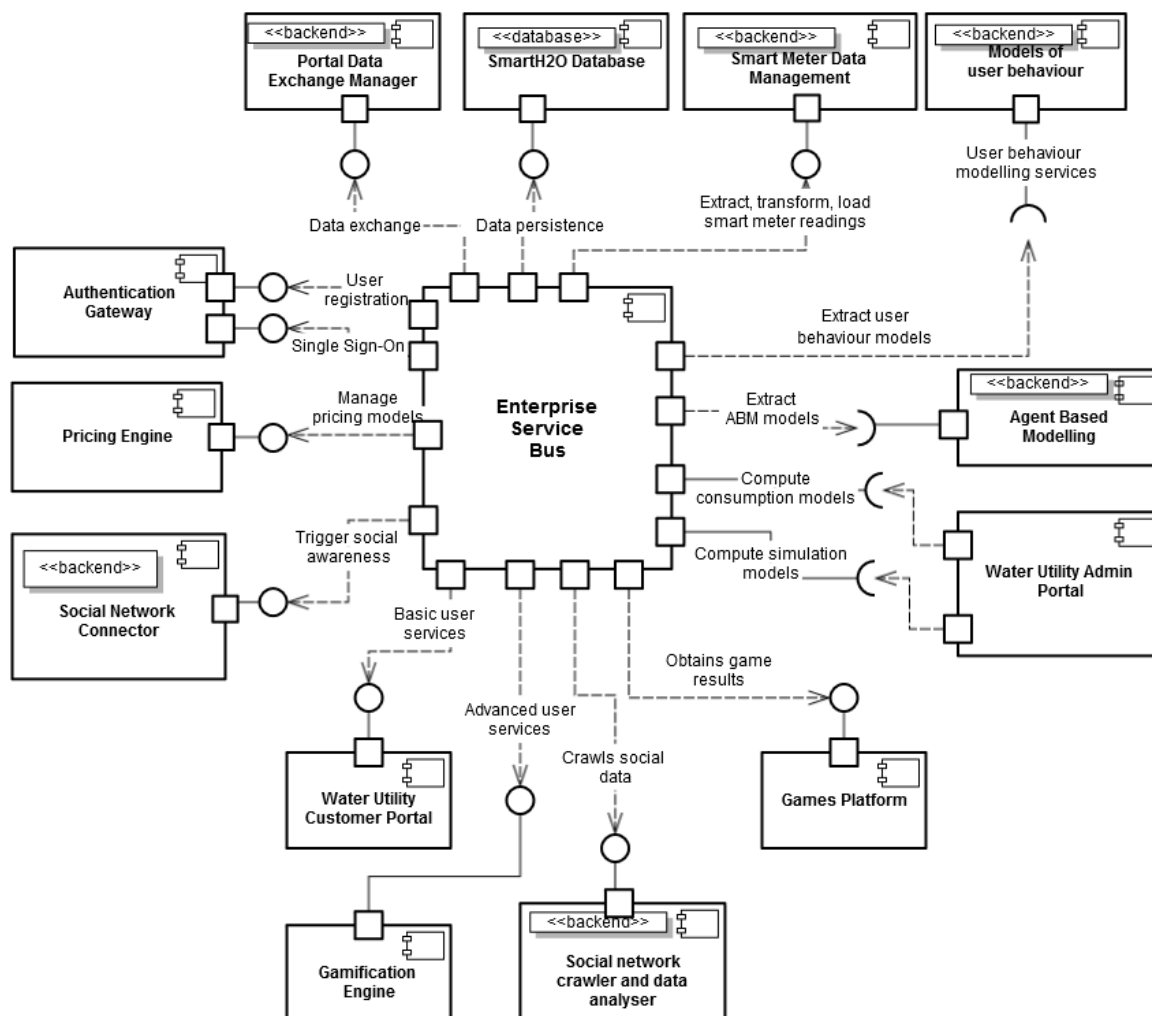 <<backend>>
Portal Data
Exchange Manager
<<database>>
SmartH2O Database
<<backend>>
Smart Meter Data
Management
<<backend>>
Models of
user behaviour
User behaviour
modelling services
Extract, transform, load
smart meter readings
Data exchange
Data persistence
Authentication
Gateway
User
registration
Single Sign-On
Extract user
behaviour models
Pricing Engine
Manage
pricing models
Enterprise
Service
Bus
Extract
ABM models
<<backend>>
Agent Based
Modelling
Compute
consumption models
<<backend>>
Social Network
Connector
Trigger social
awareness
Compute simulation
models
Water Utility Admin
Portal
Basic user
services
Obtains game
results
Advanced user
services
Crawls social
data
Water Utility
Customer Portal
Games Platform
Gamification
Engine
<<backend>>
Social network
crawler and data
analyser